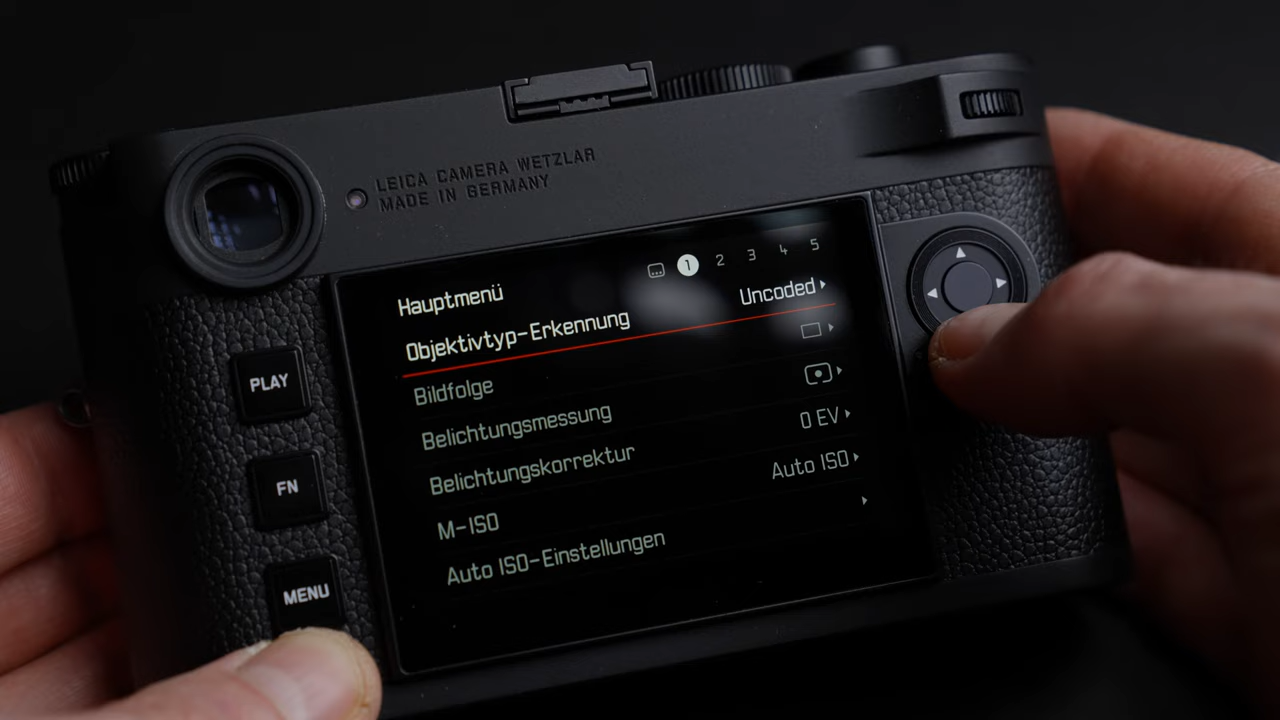 LEICA CAMERA WETZLAR
MADE IN GERMANY
1 2 3 4 5
Hauptmenü
Objektivtyp-Erkennung Uncoded
Bildfolge
Belichtungsmessung
Belichtungskorrektur 0 EV
M-ISO Auto ISO
Auto ISO-Einstellungen
PLAY
FN
MENU